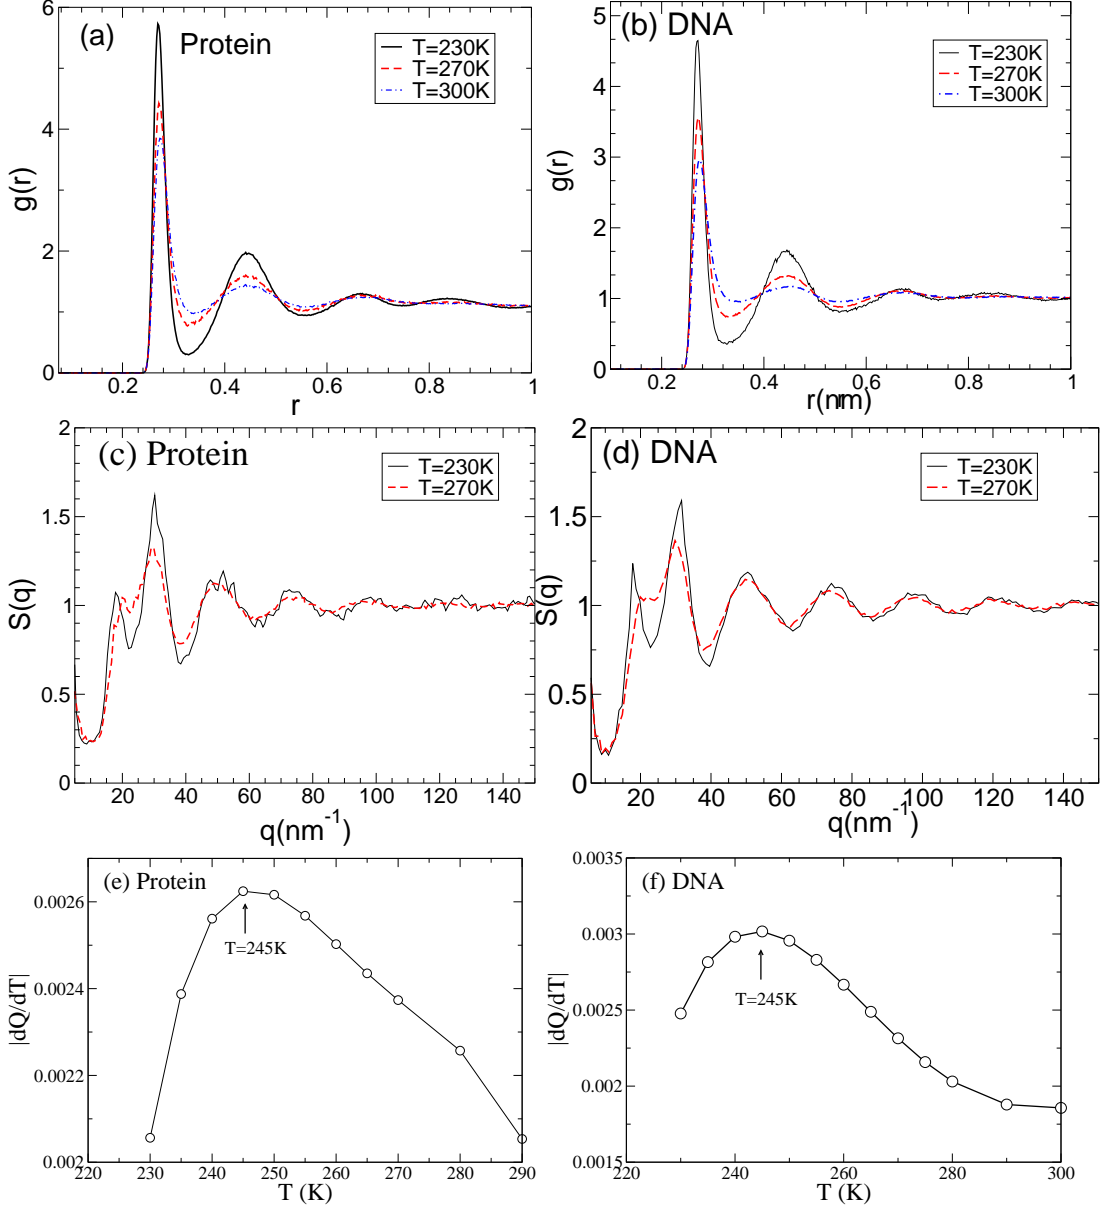 (a) Protein
T=230K
T=270K
T=300K
6
4
2
0
g(r)
0.2 0.4 0.6 0.8 1
r
(b) DNA
T=230K
T=270K
T=300K
5
4
3
2
1
0
g(r)
0.2 0.4 0.6 0.8 1
r(nm)
(c) Protein
T=230K
T=270K
2
1.5
1
0.5
0
S(q)
20 40 60 80 100 120 140
q(nm⁻¹)
(d) DNA
T=230K
T=270K
2
1.5
1
0.5
0
S(q)
20 40 60 80 100 120 140
q(nm⁻¹)
(e) Protein
0.0026
0.0024
0.0022
0.002
|dQ/dT|
T=245K
220 230 240 250 260 270 280 290
T (K)
(f) DNA
0.0035
0.003
0.0025
0.002
0.0015
|dQ/dT|
T=245K
220 240 260 280 300
T (K)